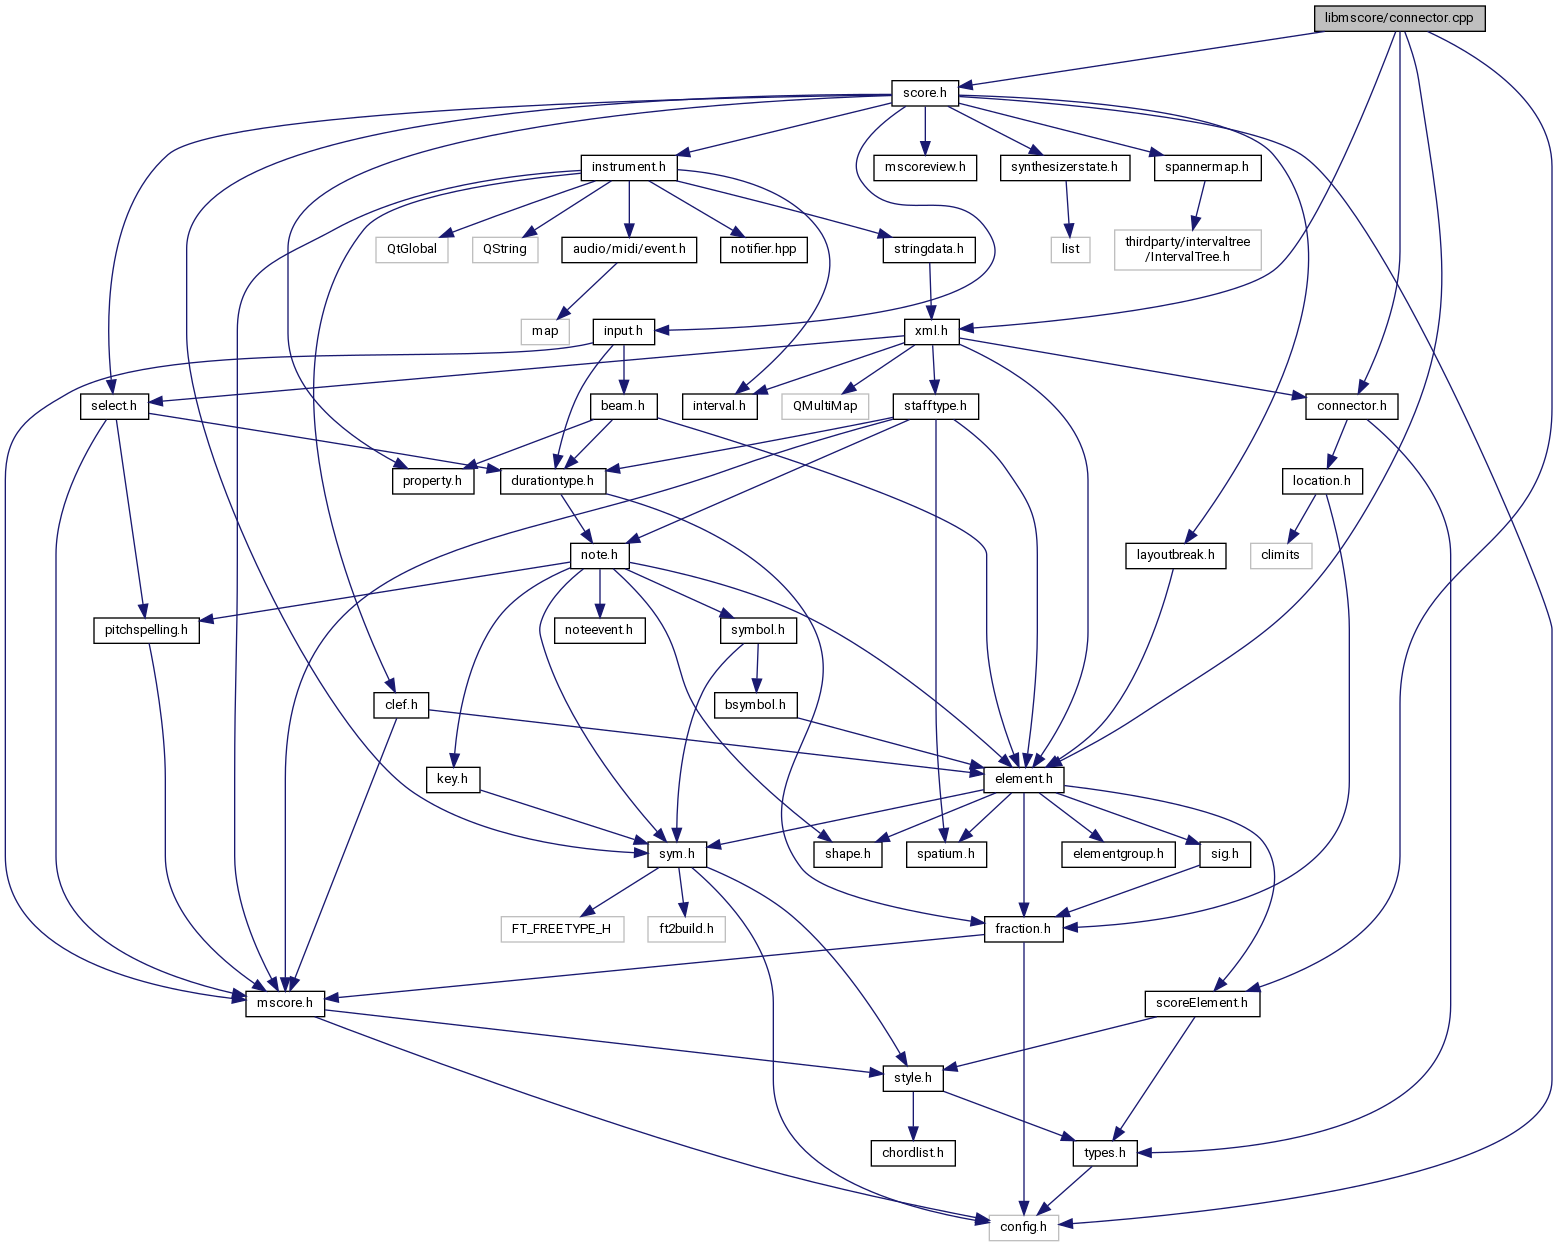 libmscore/connector.cpp
score.h
instrument.h
mscoreview.h
synthesizerstate.h
spannermap.h
QtGlobal
QString
audio/midi/event.h
notifier.hpp
stringdata.h
list
thirdparty/intervaltree
/IntervalTree.h
map
input.h
xml.h
select.h
beam.h
interval.h
QMultiMap
stafftype.h
connector.h
property.h
durationtype.h
location.h
note.h
layoutbreak.h
climits
pitchspelling.h
noteevent.h
symbol.h
clef.h
bsymbol.h
key.h
element.h
sym.h
shape.h
spatium.h
elementgroup.h
sig.h
FT_FREETYPE_H
ft2build.h
fraction.h
mscore.h
scoreElement.h
style.h
chordlist.h
types.h
config.h